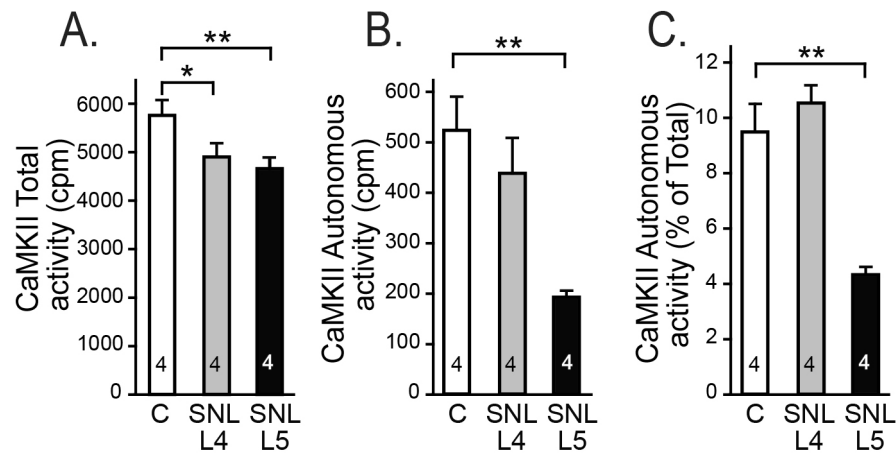 A.
CaMKII Total
activity (cpm)
6000
5000
4000
3000
2000
1000
0
**
*
4
4
4
C
SNL
L4
SNL
L5
B.
CaMKII Autonomous
activity (cpm)
600
500
400
300
200
100
0
**
4
4
4
C
SNL
L4
SNL
L5
C.
CaMKII Autonomous
activity (% of Total)
12
10
8
6
4
2
0
**
4
4
4
C
SNL
L4
SNL
L5